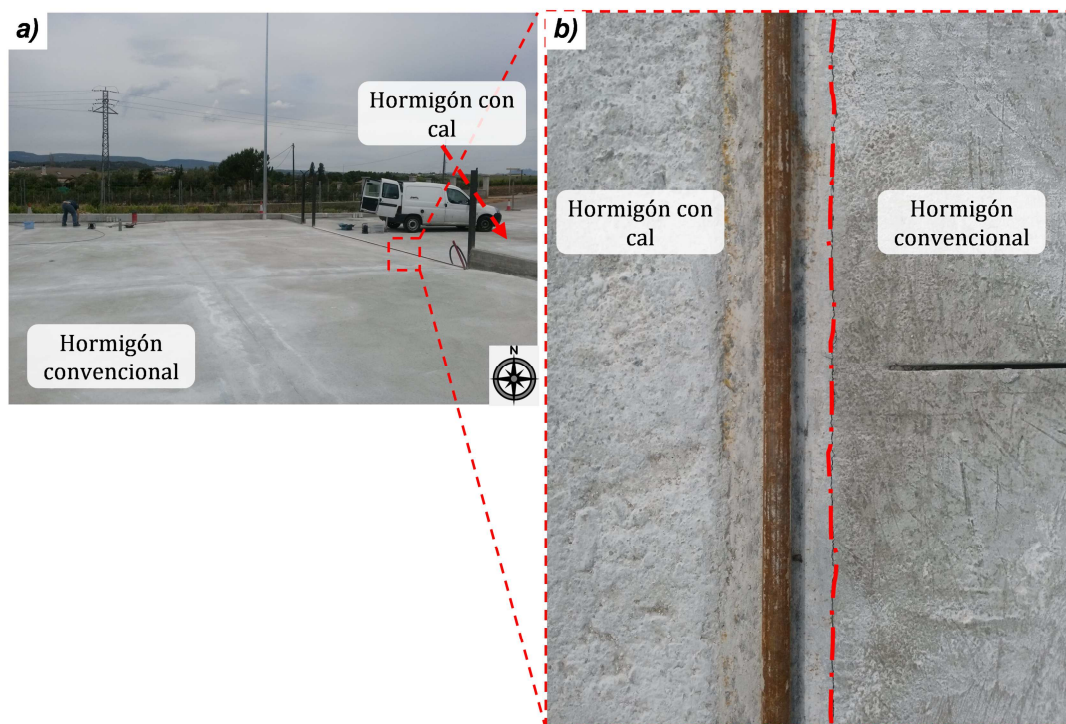 a)
Hormigón con
cal
Hormigón
convencional
N
b)
Hormigón con
cal
Hormigón
convencional